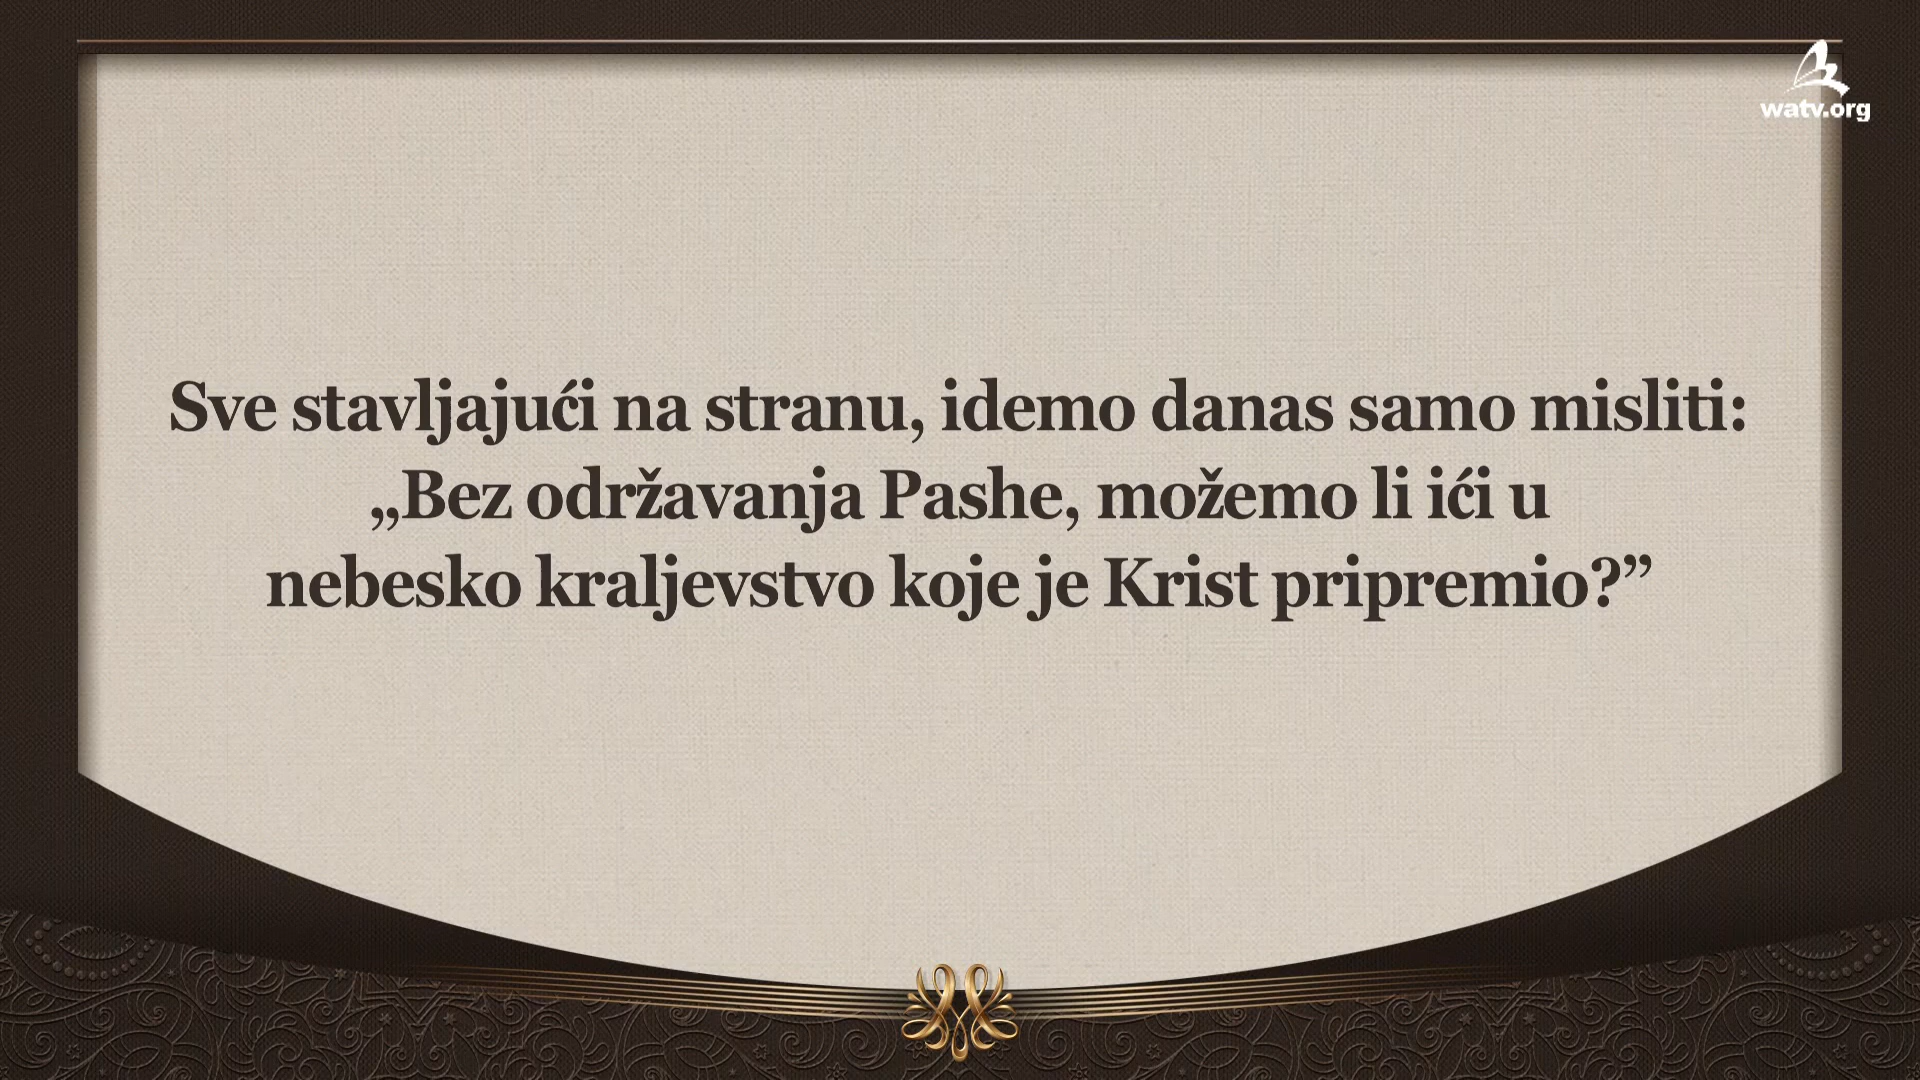 watv.org
Sve stavljajući na stranu, idemo danas samo misliti:
„Bez održavanja Pashe, možemo li ići u
nebesko kraljevstvo koje je Krist pripremio?”